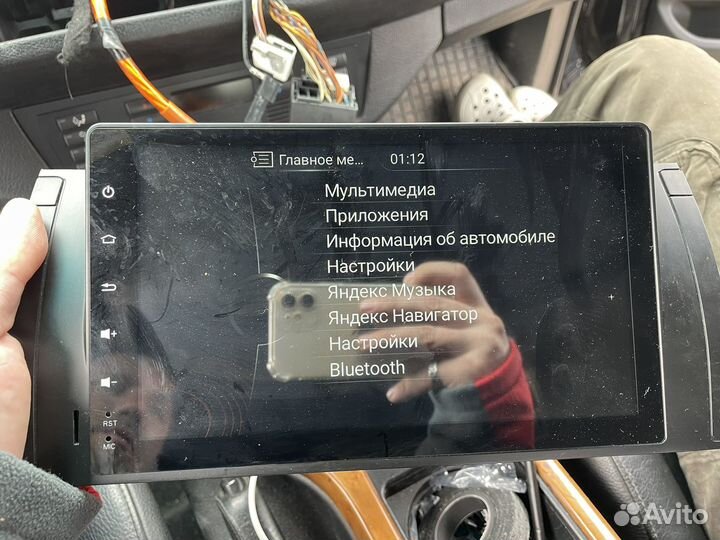 Главное ме... 01:12
Мультимедиа
Приложения
Информация об автомобиле
Настройки
Яндекс Музыка
Яндекс Навигатор
Настройки
Bluetooth
RST
MIC
Avito